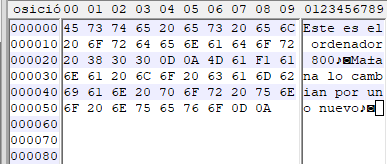 osició 00 01 02 03 04 05 06 07 08 09 0123456789
000000 45 73 74 65 20 65 73 20 65 6C Este es el
000010 20 6F 72 64 65 6E 61 64 6F 72 ordenador
000020 20 38 30 30 0D 0A 4D 61 F1 61 800♪◙Maña
000030 6E 61 20 6C 6F 20 63 61 6D 62 na lo camb
000040 69 61 6E 20 70 6F 72 20 75 6E ian por un
000050 6F 20 6E 75 65 76 6F 0D 0A o nuevo♪◙
000060
000070
000080